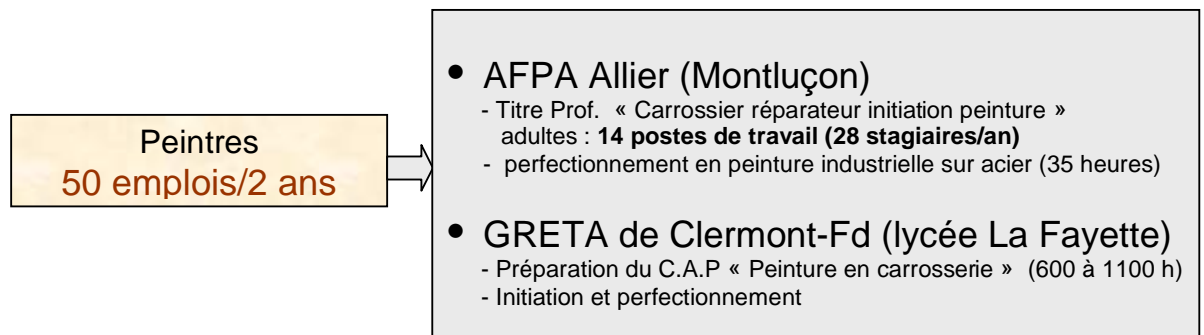 Peintres
50 emplois/2 ans
• AFPA Allier (Montluçon)
- Titre Prof. « Carrossier réparateur initiation peinture »
adultes : 14 postes de travail (28 stagiaires/an)
- perfectionnement en peinture industrielle sur acier (35 heures)
• GRETA de Clermont-Fd (lycée La Fayette)
- Préparation du C.A.P « Peinture en carrosserie » (600 à 1100 h)
- Initiation et perfectionnement